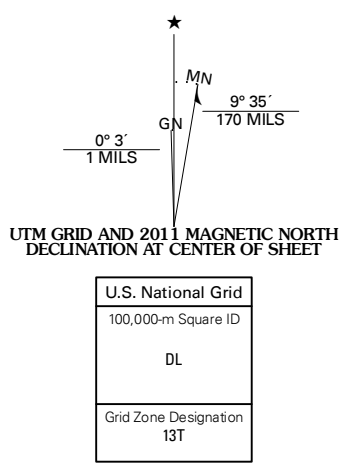 ★
MN
GN
9° 35´
170 MILS
0° 3´
1 MILS
UTM GRID AND 2011 MAGNETIC NORTH
DECLINATION AT CENTER OF SHEET
U.S. National Grid
100,000-m Square ID
DL
Grid Zone Designation
13T